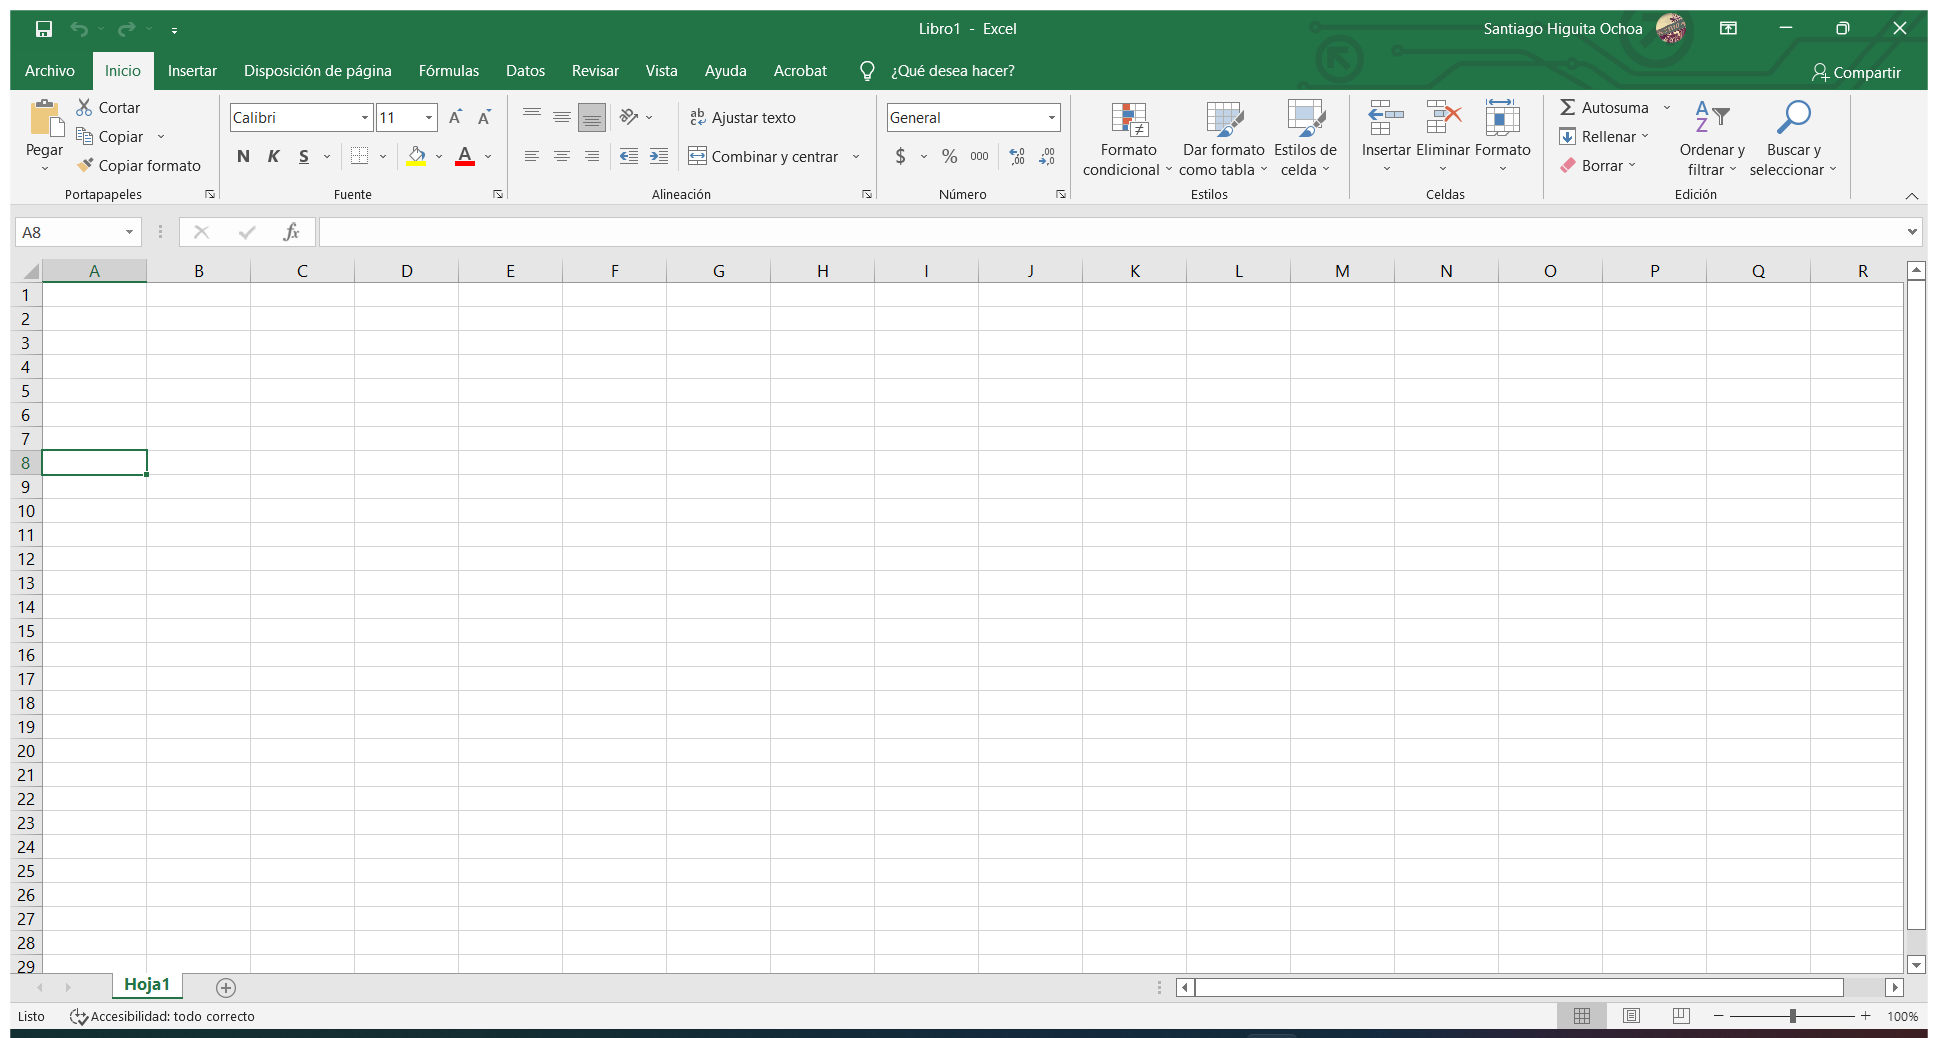 Libro1 - Excel
Santiago Higuita Ochoa
Archivo Inicio Insertar Disposición de página Fórmulas Datos Revisar Vista Ayuda Acrobat ¿Qué desea hacer? Compartir
Pegar
Cortar
Copiar
Copiar formato
Portapapeles
Calibri 11
N K S A
Fuente
ab Ajustar texto
Combinar y centrar
Alineación
General
$ % 000
Número
Formato condicional
Dar formato como tabla
Estilos de celda
Estilos
Insertar Eliminar Formato
Celdas
Autosuma
Rellenar
Borrar
Ordenar y filtrar
Buscar y seleccionar
Edición
A8 fx
A B C D E F G H I J K L M N O P Q R
1
2
3
4
5
6
7
8
9
10
11
12
13
14
15
16
17
18
19
20
21
22
23
24
25
26
27
28
29
Hoja1
Listo Accesibilidad: todo correcto 100%